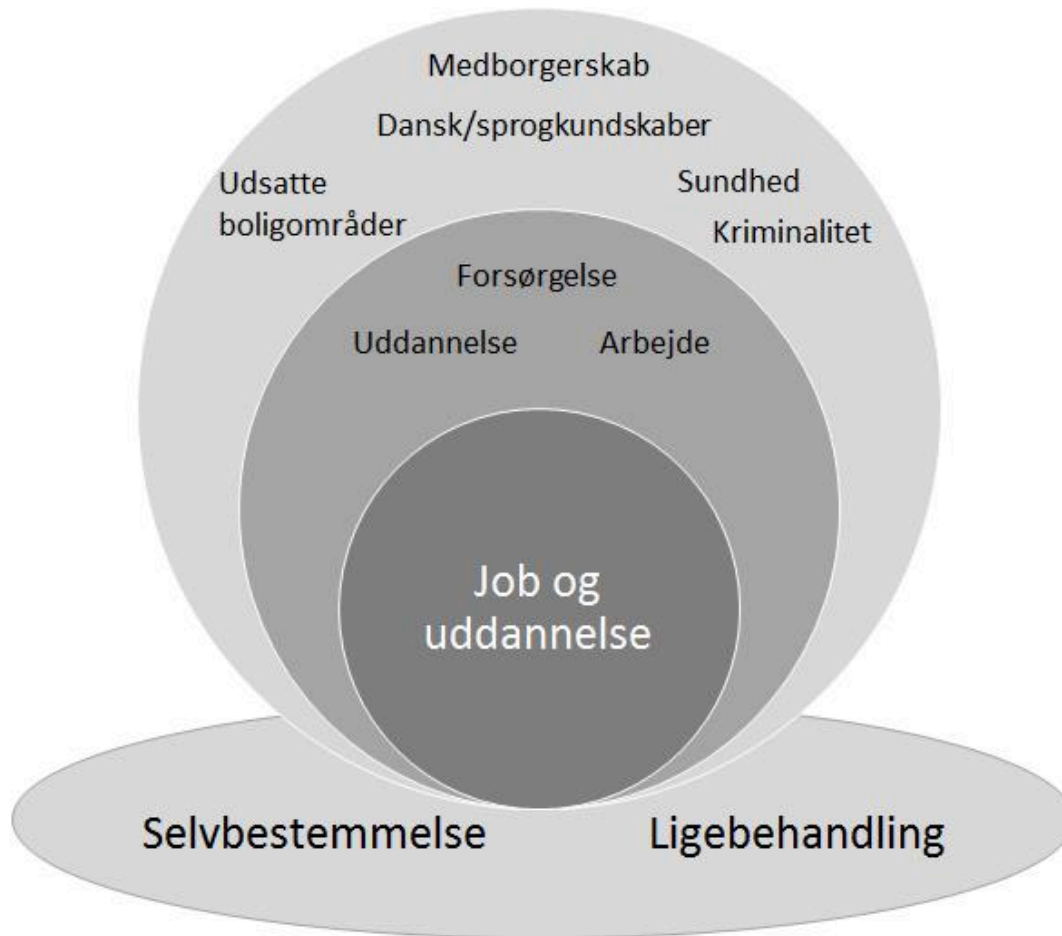 Medborgerskab
Dansk/sprogkundskaber
Udsatte
boligområder
Sundhed
Kriminalitet
Forsørgelse
Uddannelse Arbejde
Job og
uddannelse
Selvbestemmelse Ligebehandling